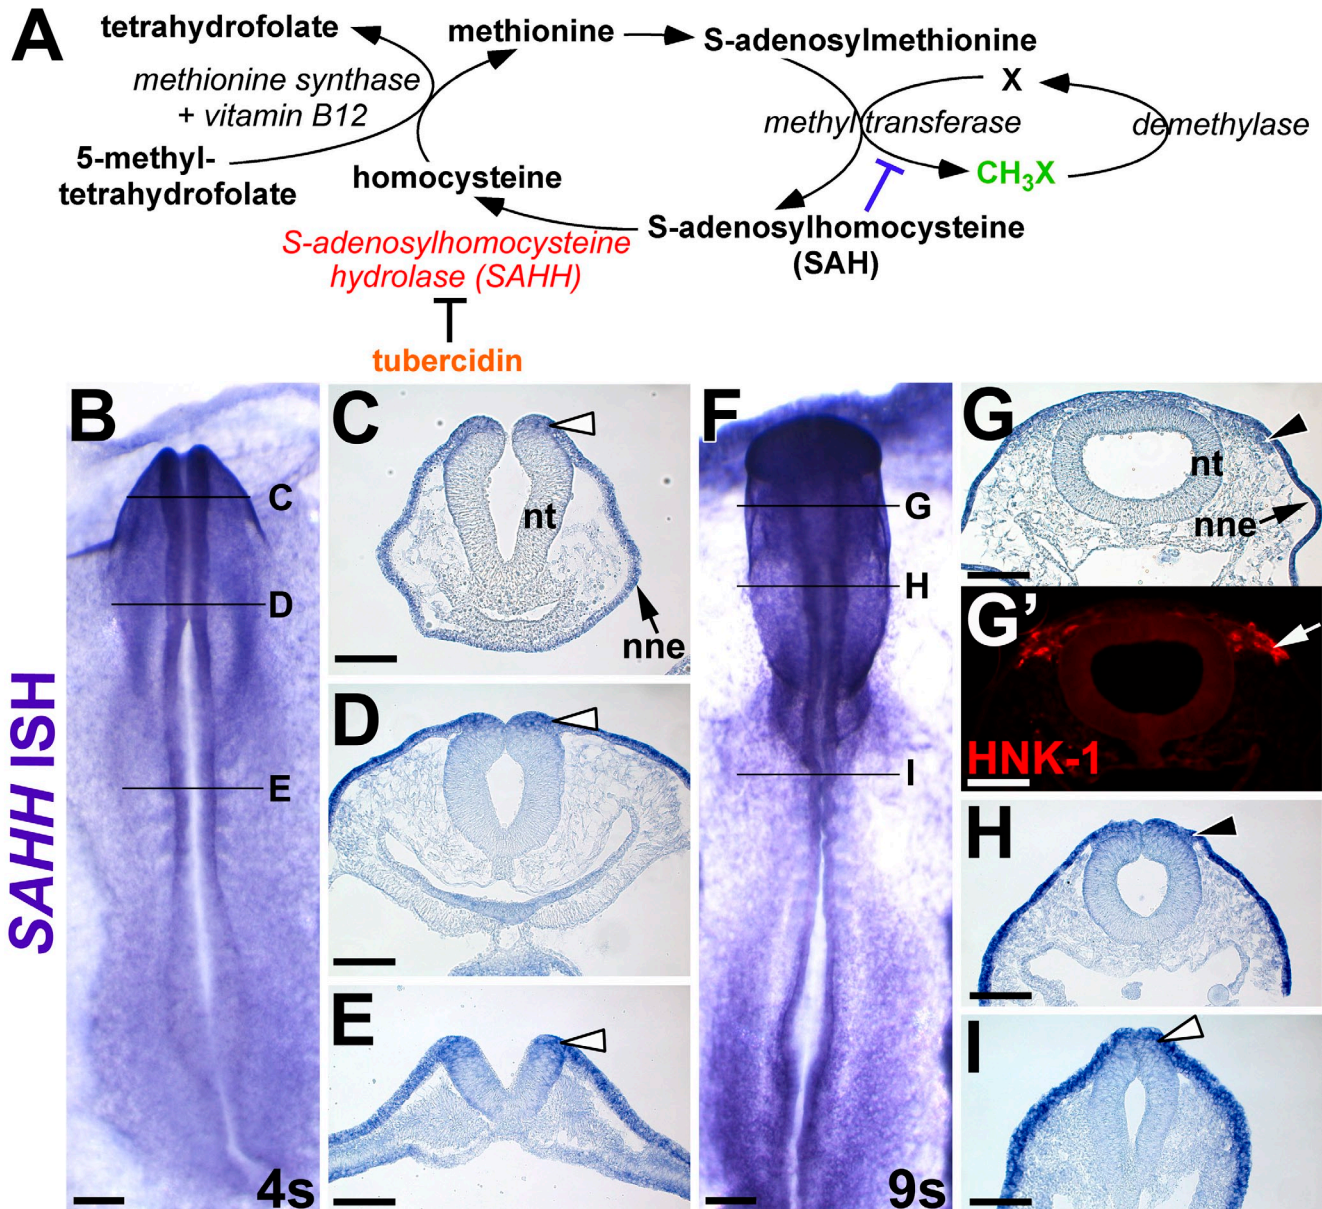 A
tetrahydrofolate
methionine
S-adenosylmethionine
methionine synthase
+ vitamin B12
X
methyl transferase
demethylase
5-methyl-
tetrahydrofolate
homocysteine
CH₃X
S-adenosylhomocysteine
(SAH)
S-adenosylhomocysteine
hydrolase (SAHH)
tubercidin
SAHH ISH
B
C
D
E
4s
C
nt
nne
D
E
F
G
H
I
9s
G
nt
nne
G’
HNK-1
H
I